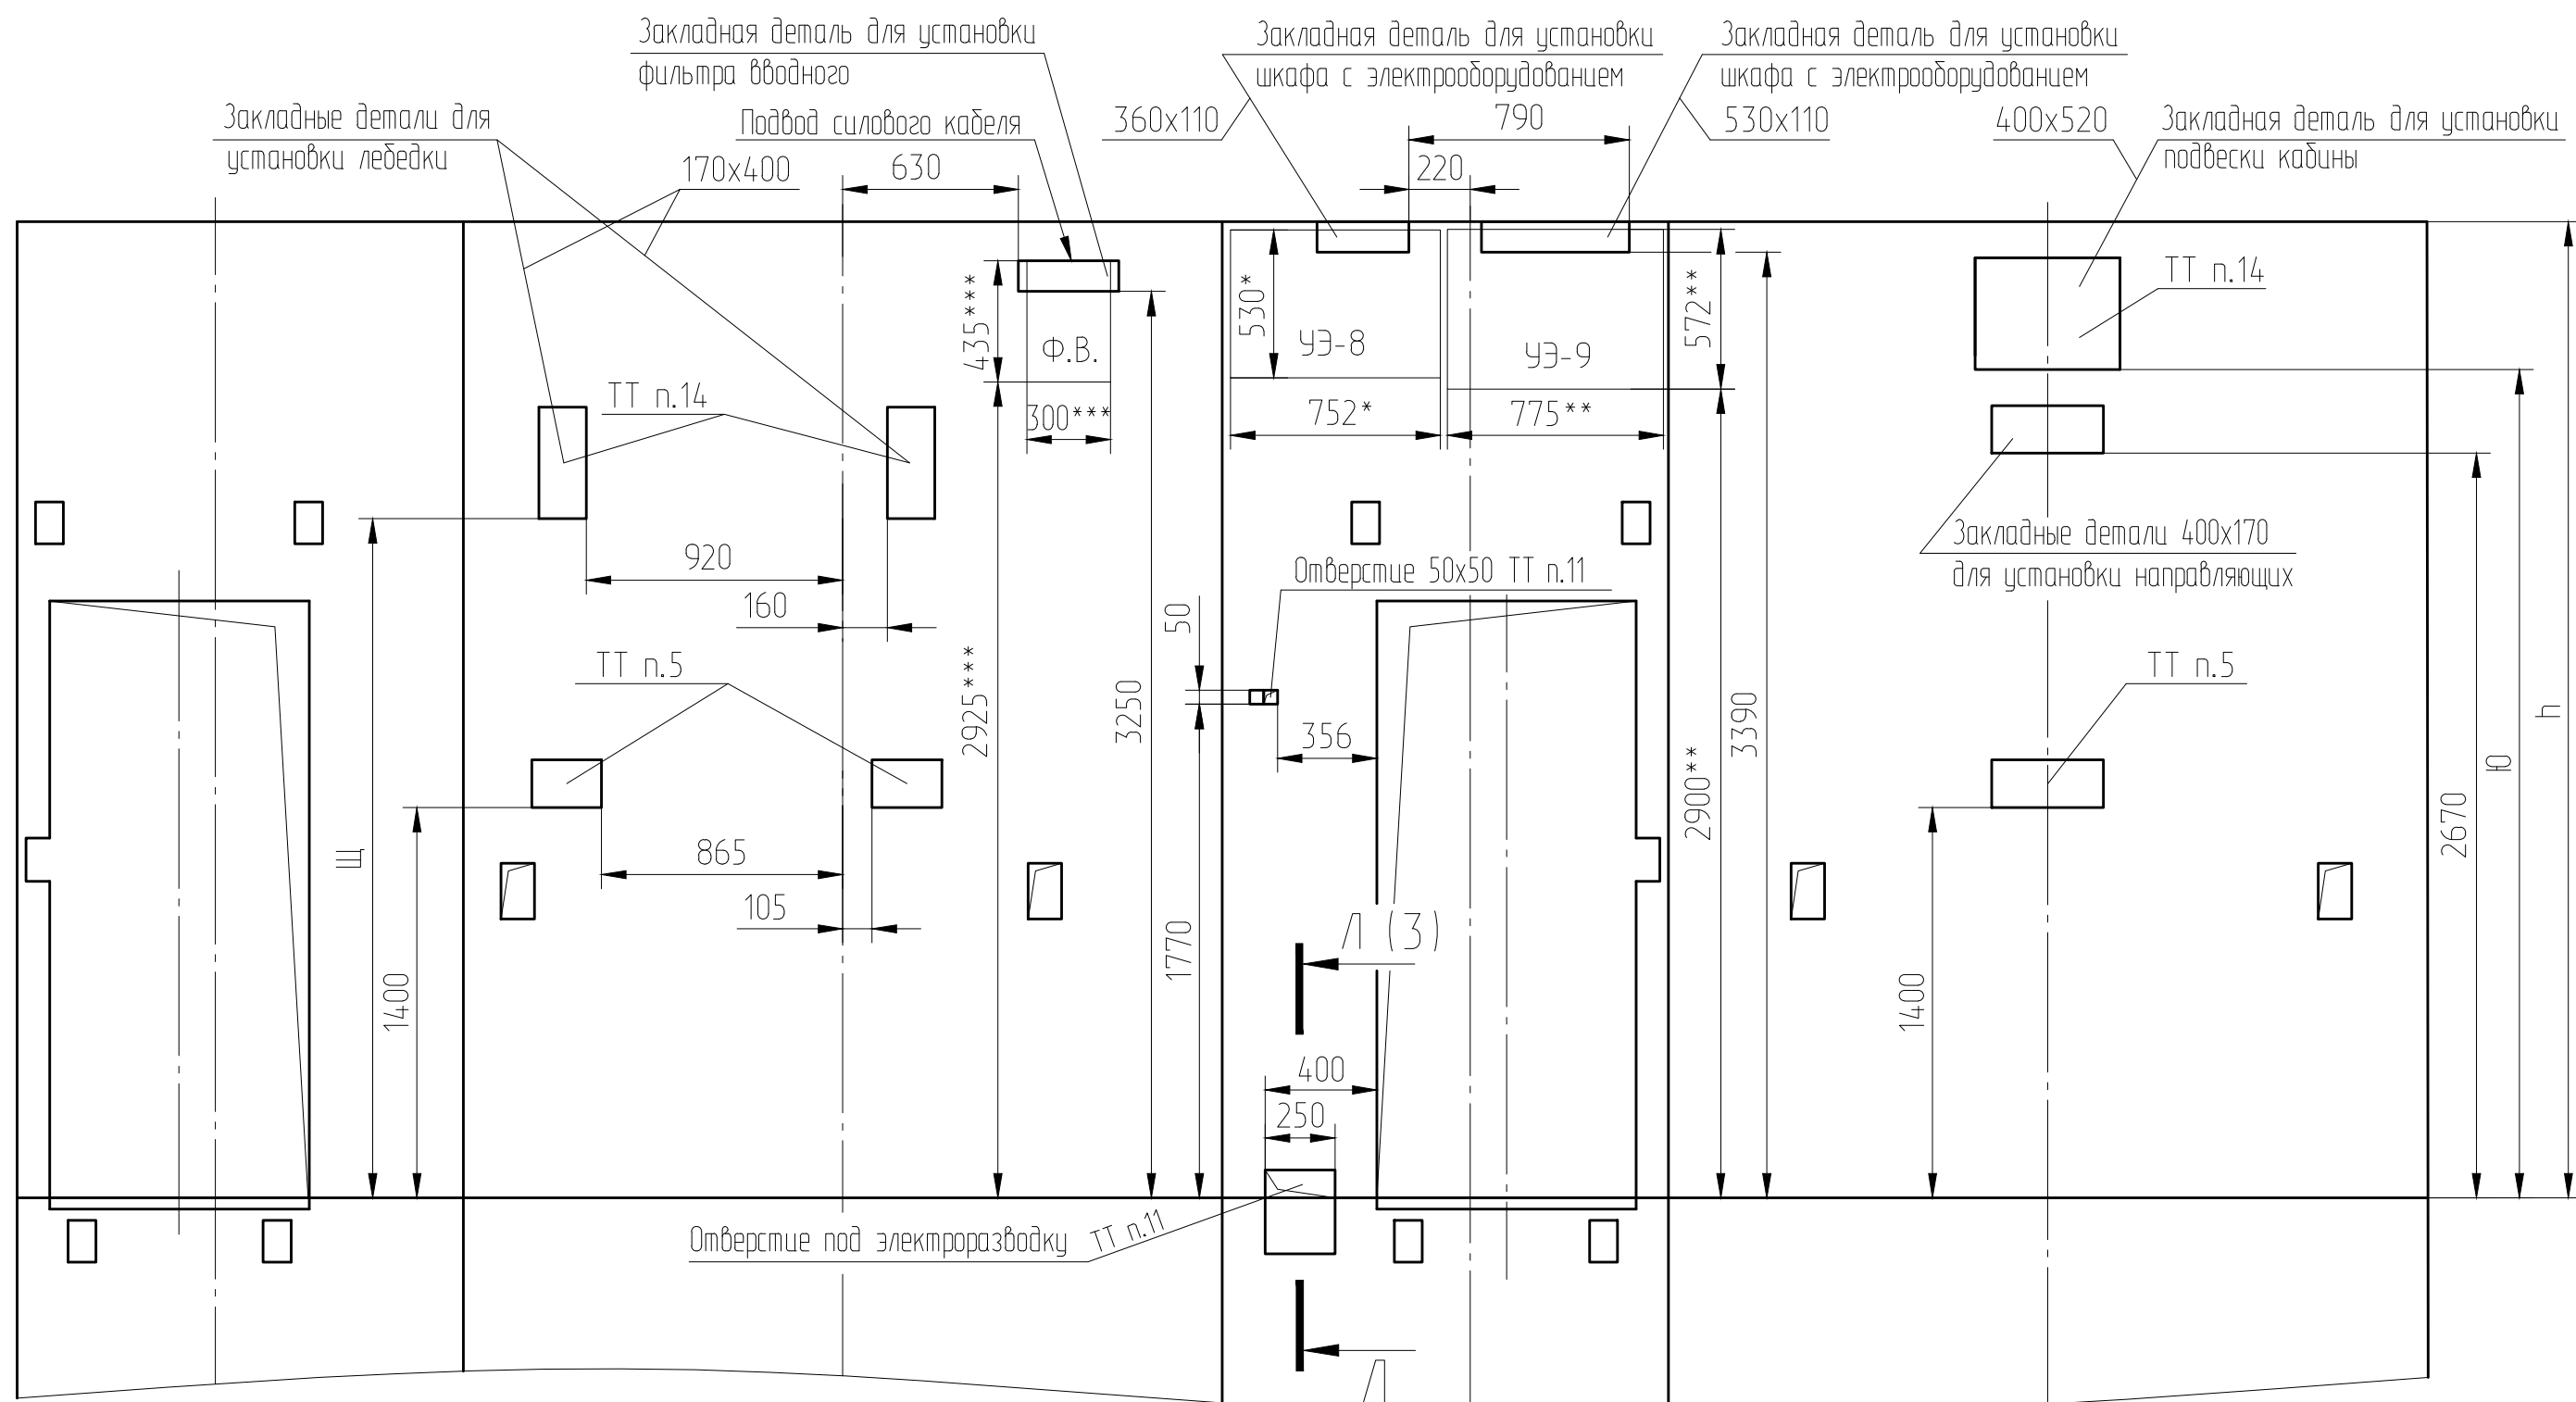 Закладная деталь для установки
фильтра вводного
Закладная деталь для установки
шкафа с электрооборудованием
Закладная деталь для установки
шкафа с электрооборудованием
Закладные детали для
установки лебедки
Подвод силового кабеля
360х110
790
530х110
400х520
Закладная деталь для установки
подвески кабины
170х400
630
220
435***
Ф.В.
300***
530*
УЭ-8
752*
УЭ-9
572**
775**
ТТ п.14
ТТ п.14
920
160
Отверстие 50х50 ТТ п.11
50
Закладные детали 400х170
для установки направляющих
ТТ п.5
ТТ п.5
2925***
3250
356
3390
2900**
h
Ю
2670
Щ
865
105
1400
1770
Л (3)
1400
400
250
Отверстие под электроразводку ТТ п.11
Л